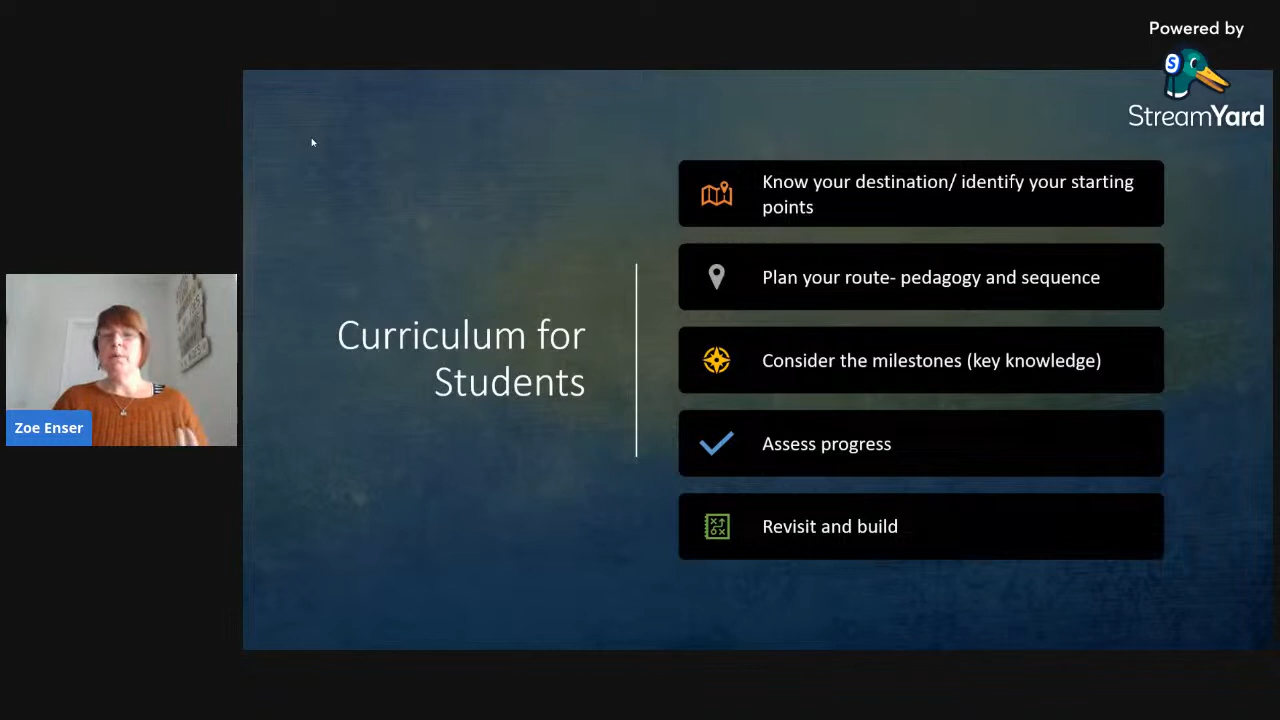 Powered by
StreamYard
Know your destination/ identify your starting
points
Plan your route- pedagogy and sequence
Curriculum for
Students
Consider the milestones (key knowledge)
Zoe Enser
Assess progress
Revisit and build